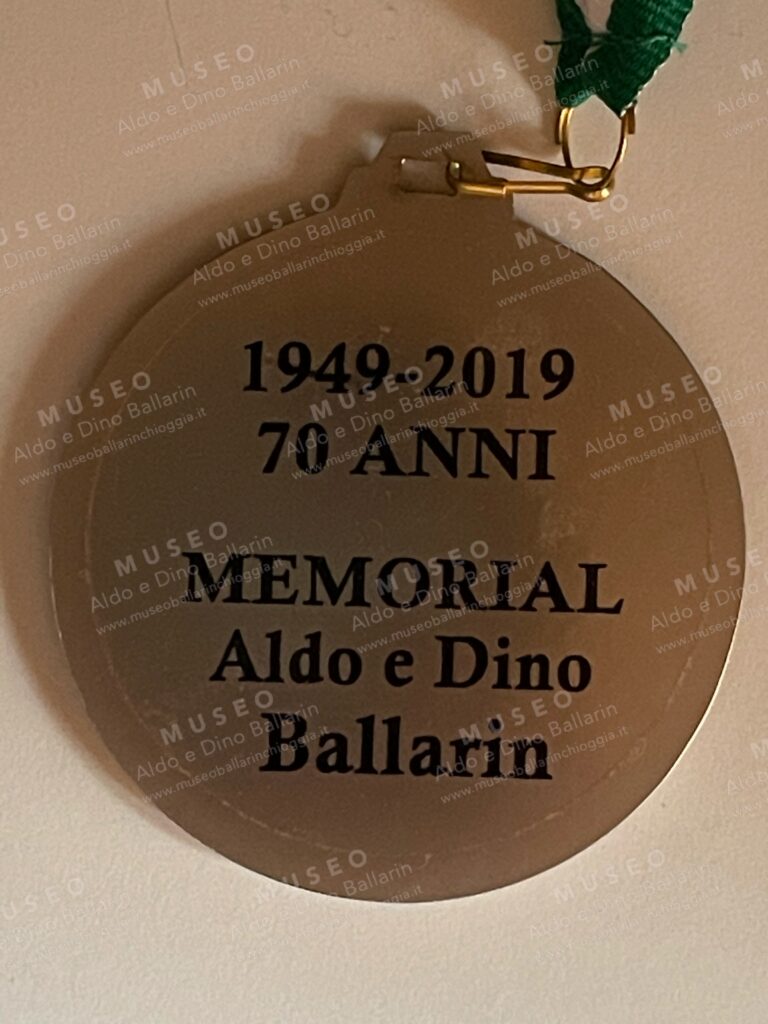 1949-2019
70 ANNI
MEMORIAL
Aldo e Dino
Ballarin
MUSEO
Aldo e Dino Ballarin
www.museoballarinchioggia.it